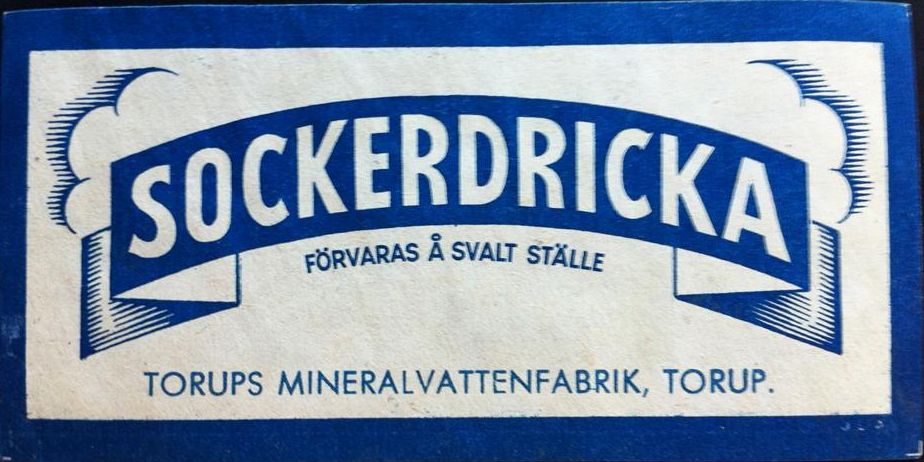 SOCKERDRICKA
FÖRVARAS Å SVALT STÄLLE
TORUPS MINERALVATTENFABRIK, TORUP.